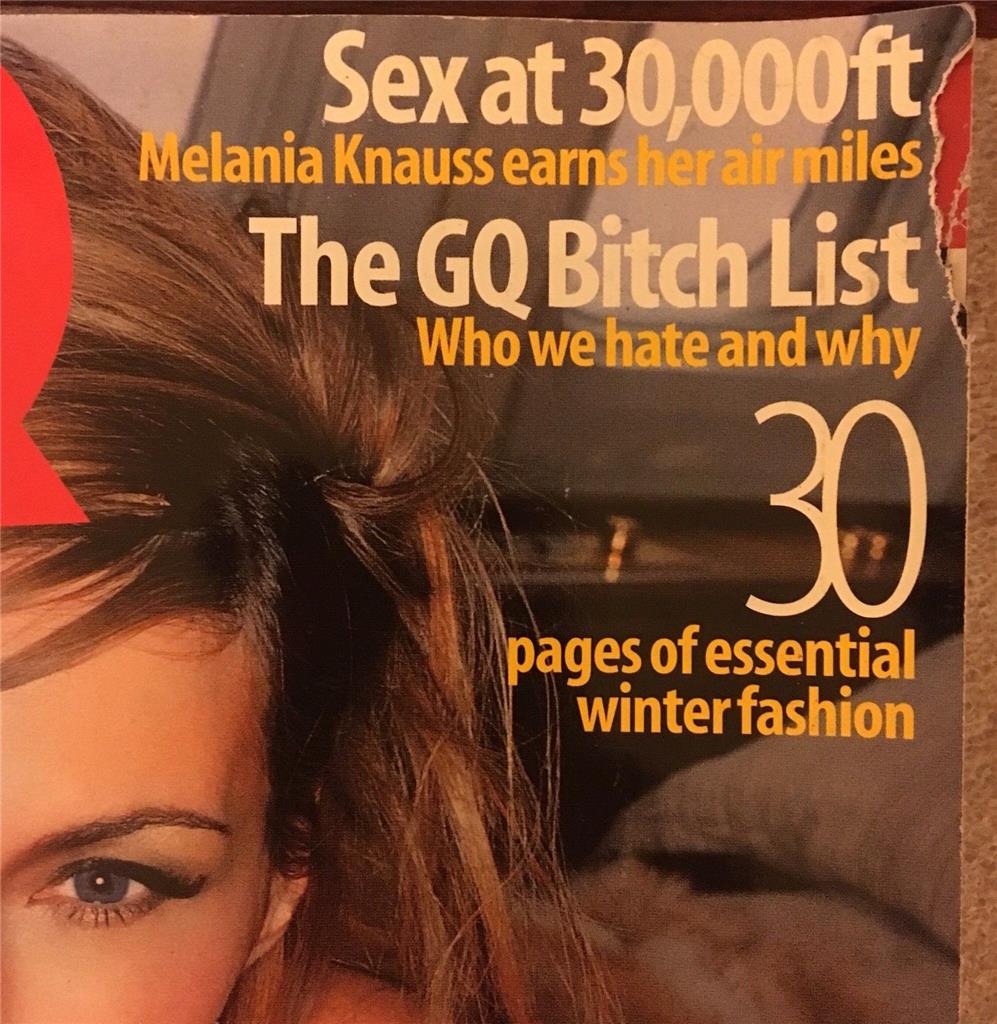 Sex at 30,000ft
Melania Knauss earns her air miles
The GQ Bitch List
Who we hate and why
30
pages of essential
winter fashion